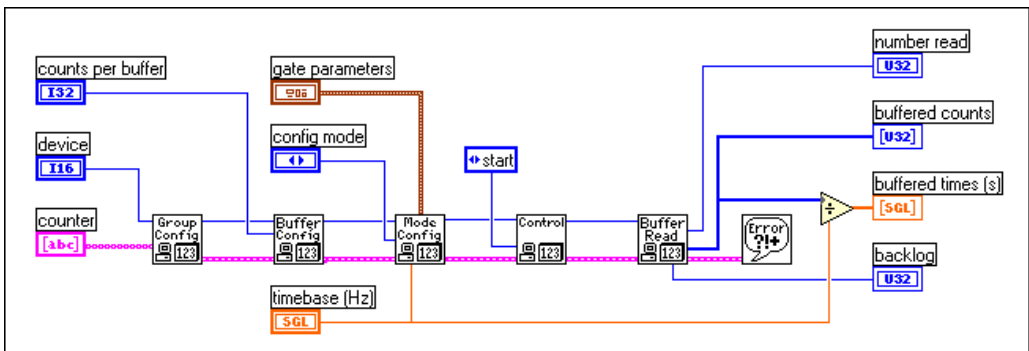 counts per buffer
I32
device
I16
counter
[abc]
gate parameters
config mode
timebase (Hz)
SGL
Group
Config
123
Buffer
Config
123
Mode
Config
123
start
Control
123
Buffer
Read
123
Error
?!+
number read
U32
buffered counts
[U32]
buffered times (s)
[SGL]
÷
backlog
U32